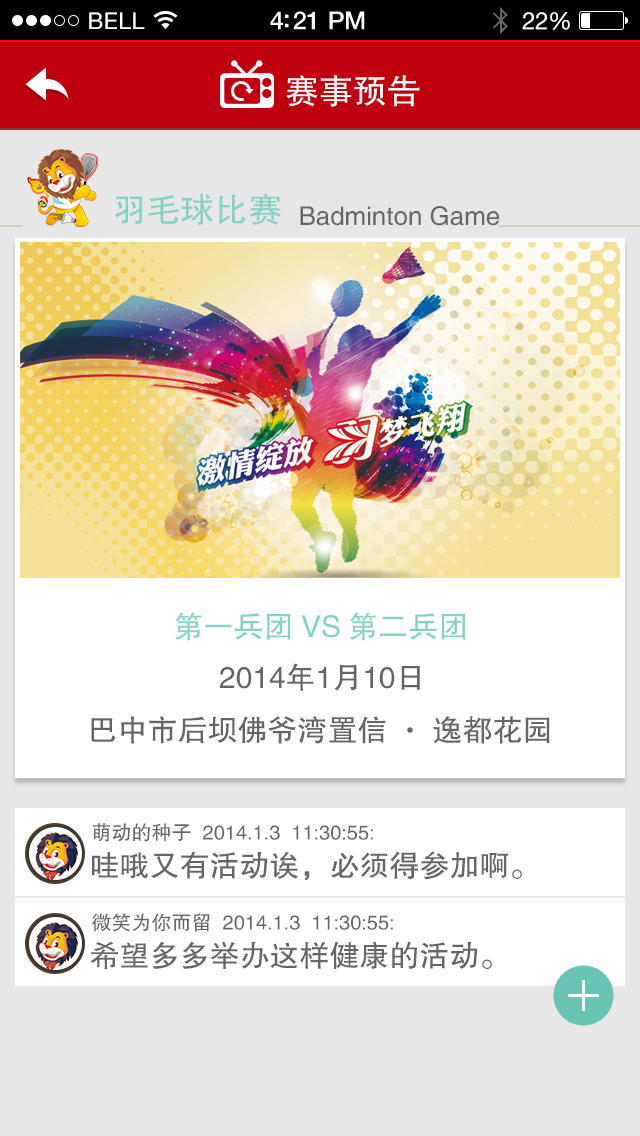 BELL 4:21 PM 22%
赛事预告
羽毛球比赛 Badminton Game
激情绽放 羽梦飞翔
第一兵团 VS 第二兵团
2014年1月10日
巴中市后坝佛爷湾置信 · 逸都花园
萌动的种子 2014.1.3 11:30:55:
哇哦又有活动诶，必须得参加啊。
微笑为你而留 2014.1.3 11:30:55:
希望多多举办这样健康的活动。